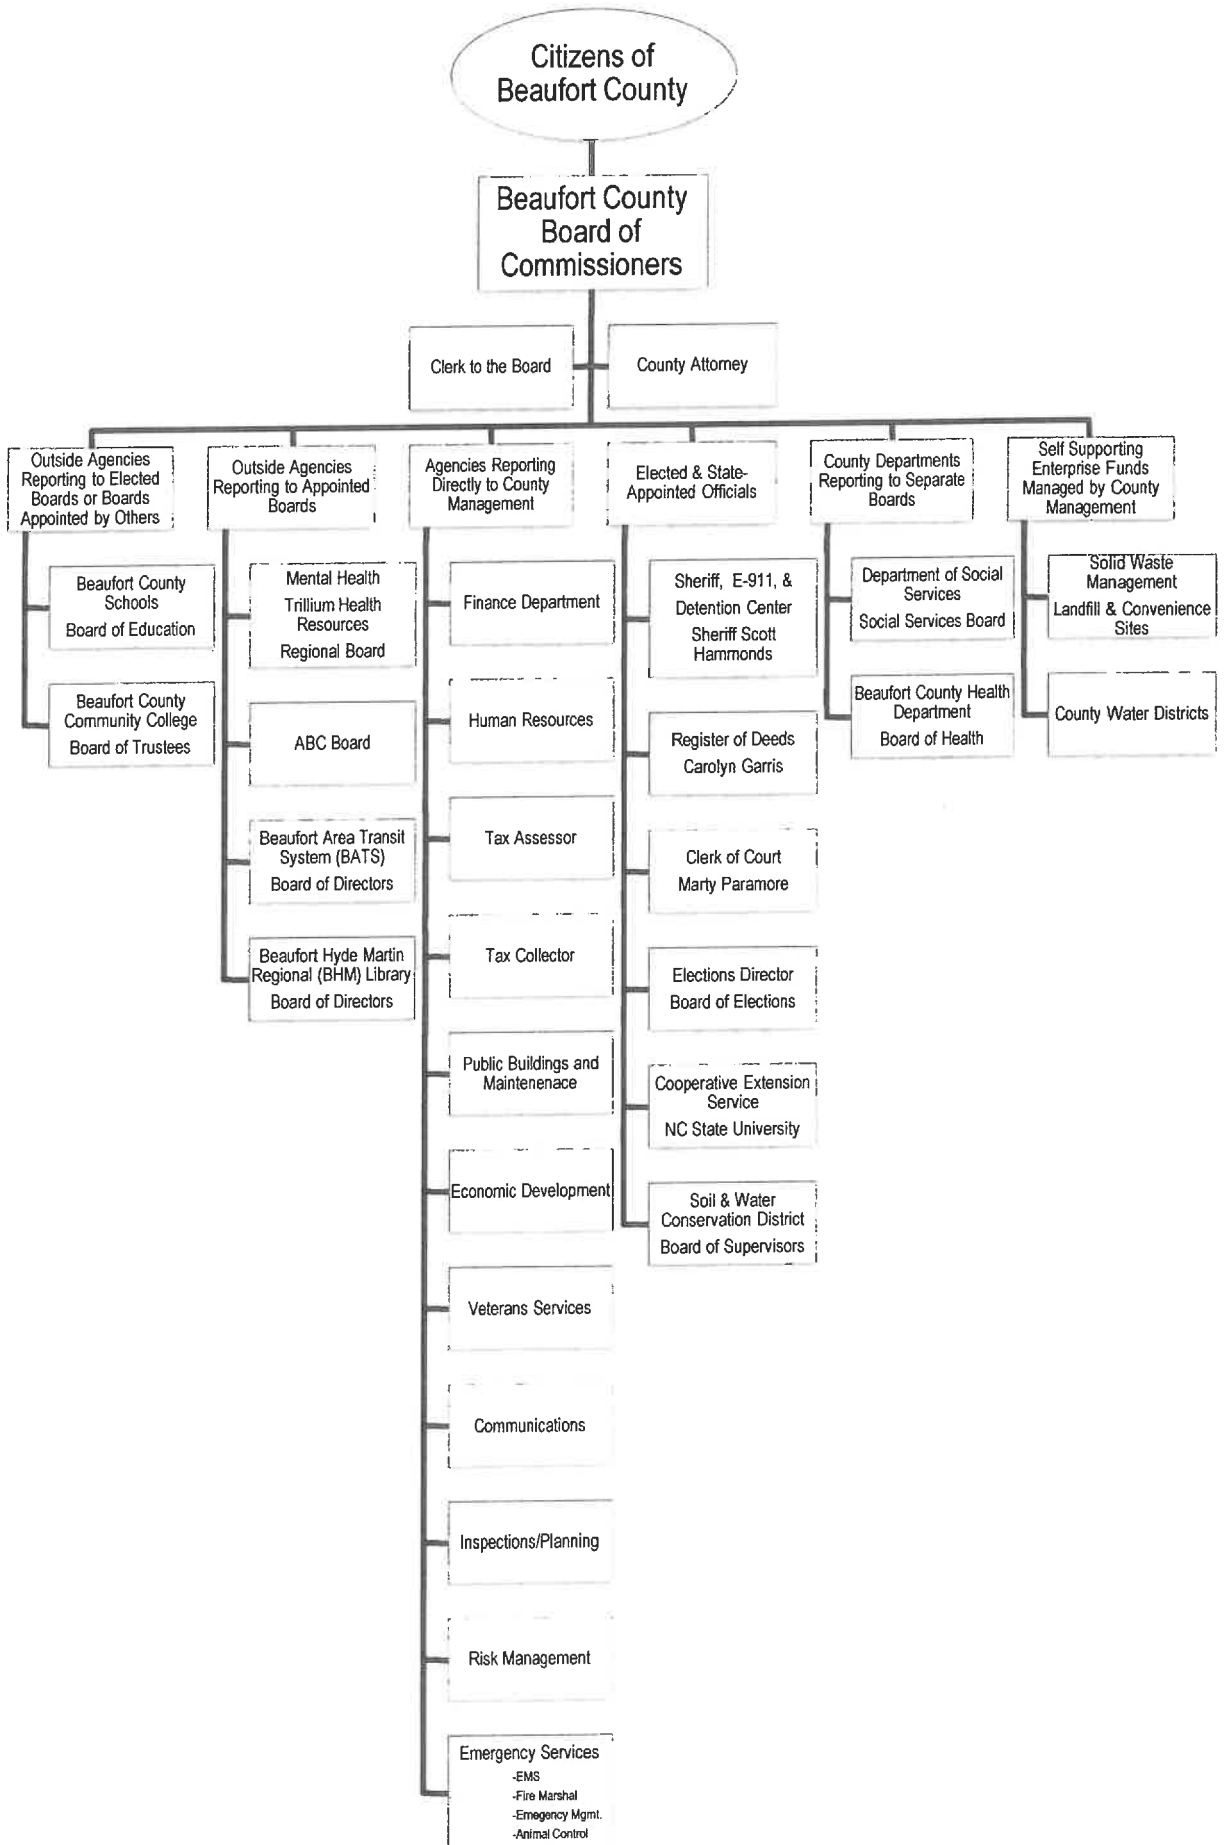 Citizens of
Beaufort County
Beaufort County
Board of
Commissioners
Clerk to the Board
County Attorney
Outside Agencies
Reporting to Elected
Boards or Boards
Appointed by Others
Beaufort County
Schools
Board of Education
Beaufort County
Community College
Board of Trustees
Outside Agencies
Reporting to Appointed
Boards
Mental Health
Trillium Health
Resources
Regional Board
ABC Board
Beaufort Area Transit
System (BATS)
Board of Directors
Beaufort Hyde Martin
Regional (BHM) Library
Board of Directors
Agencies Reporting
Directly to County
Management
Finance Department
Human Resources
Tax Assessor
Tax Collector
Public Buildings and
Maintenenace
Economic Development
Veterans Services
Communications
Inspections/Planning
Risk Management
Emergency Services
-EMS
-Fire Marshal
-Emegency Mgmt.
-Animal Control
Elected & State-
Appointed Officials
Sheriff, E-911, &
Detention Center
Sheriff Scott
Hammonds
Register of Deeds
Carolyn Garris
Clerk of Court
Marty Paramore
Elections Director
Board of Elections
Cooperative Extension
Service
NC State University
Soil & Water
Conservation District
Board of Supervisors
County Departments
Reporting to Separate
Boards
Department of Social
Services
Social Services Board
Beaufort County Health
Department
Board of Health
Self Supporting
Enterprise Funds
Managed by County
Management
Solid Waste
Management
Landfill & Convenience
Sites
County Water Districts